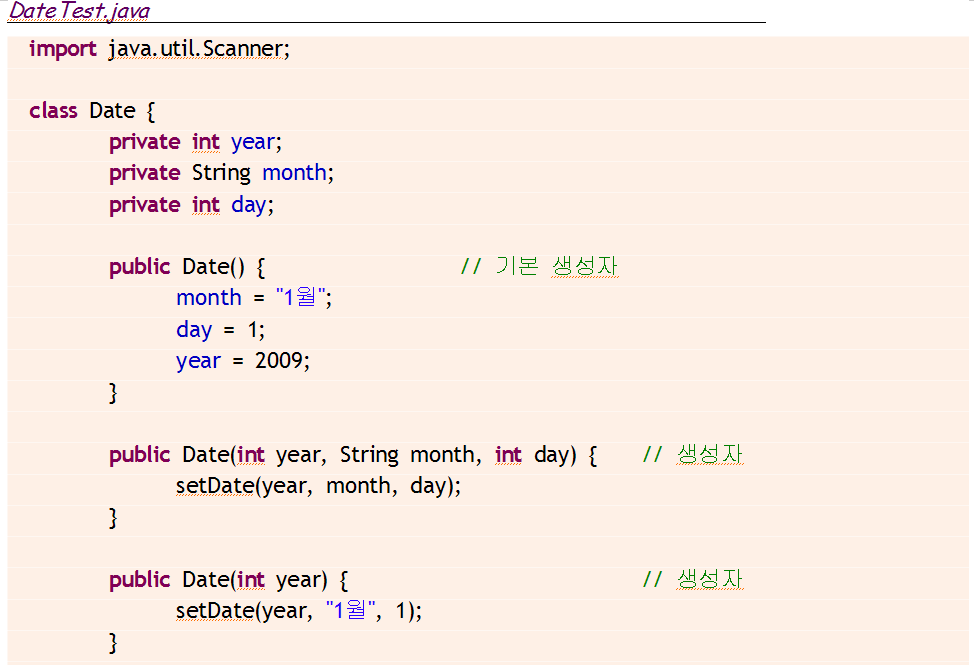 DateTest.java
import java.util.Scanner;
class Date {
private int year;
private String month;
private int day;
public Date() { // 기본 생성자
month = "1월";
day = 1;
year = 2009;
}
public Date(int year, String month, int day) { // 생성자
setDate(year, month, day);
}
public Date(int year) { // 생성자
setDate(year, "1월", 1);
}